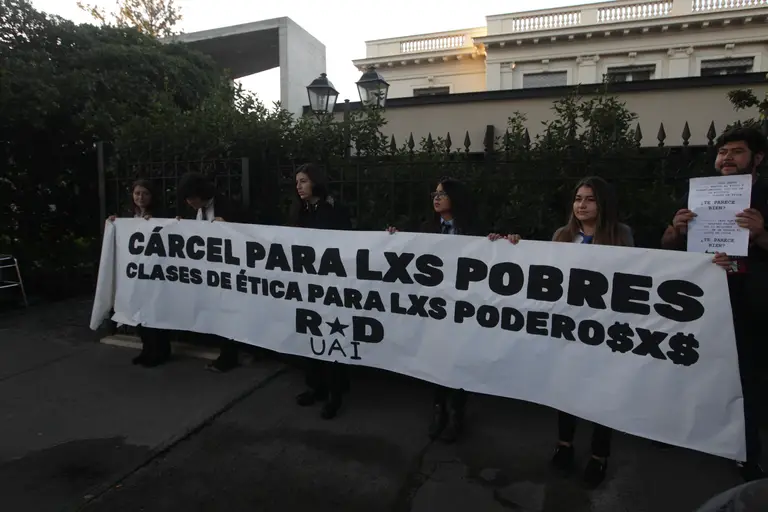 CÁRCEL PARA LXS POBRES
CLASES DE ÉTICA PARA LXS PODERO$X$
R★D
UAI
¿TE PARECE
BIEN?
¿TE PARECE
BIEN?